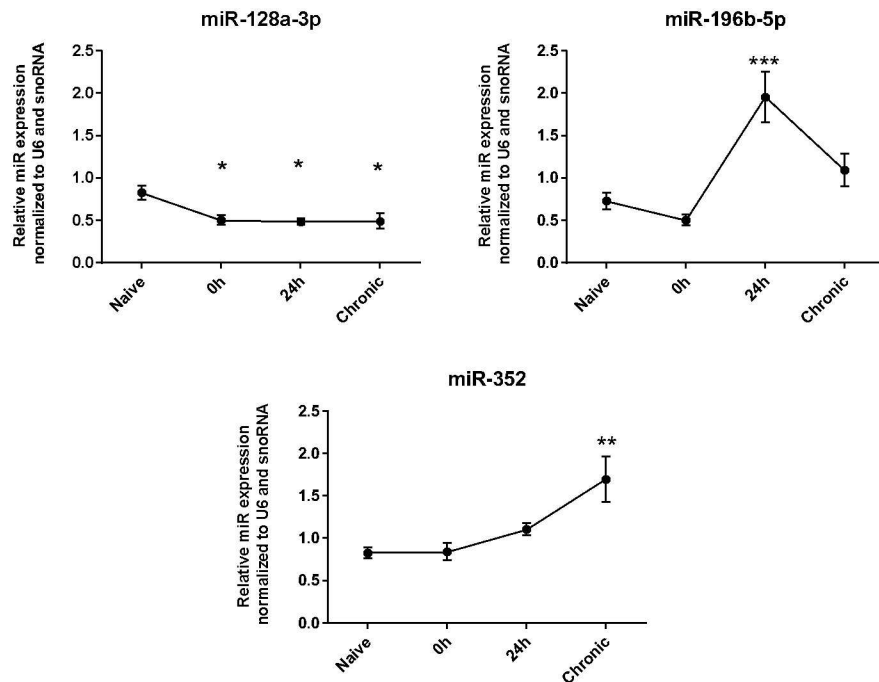 miR-128a-3p
Relative miR expression
normalized to U6 and snoRNA
2.5
2.0
1.5
1.0
0.5
0.0
*
*
*
Naive
0h
24h
Chronic
miR-196b-5p
Relative miR expression
normalized to U6 and snoRNA
2.5
2.0
1.5
1.0
0.5
0.0
***
Naive
0h
24h
Chronic
miR-352
Relative miR expression
normalized to U6 and snoRNA
2.5
2.0
1.5
1.0
0.5
0.0
**
Naive
0h
24h
Chronic